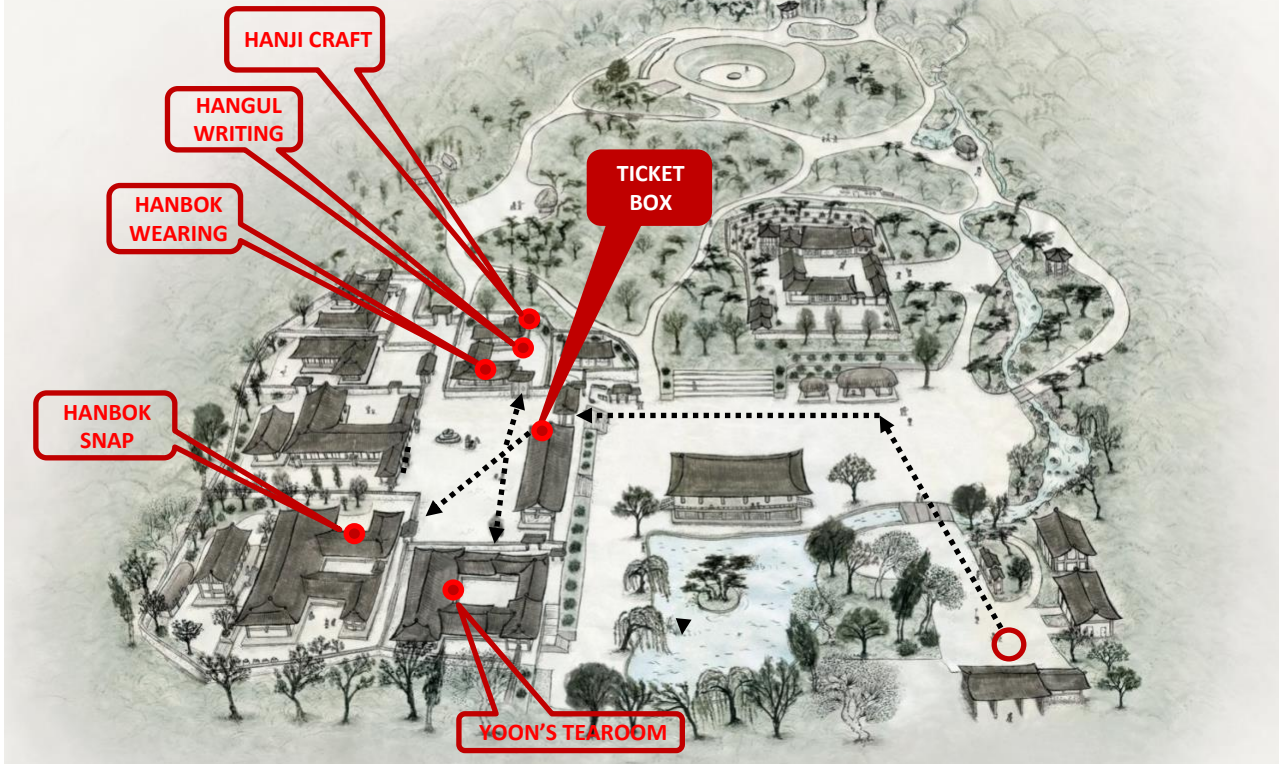 HANJI CRAFT
HANGUL
WRITING
TICKET
BOX
HANBOK
WEARING
HANBOK
SNAP
YOON'S TEAROOM